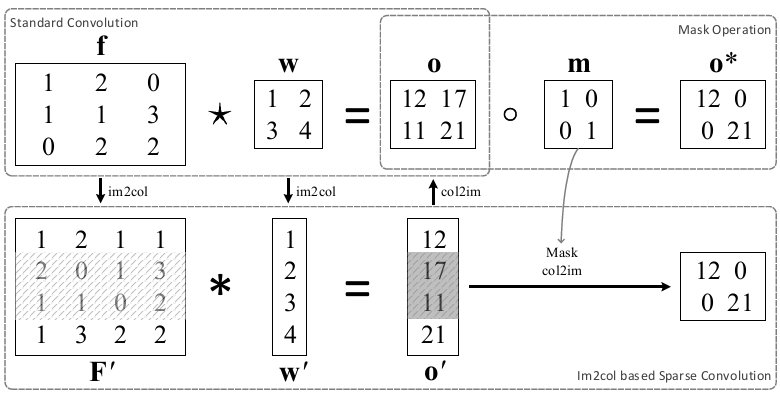 Standard Convolution
Mask Operation
f
w
o
m
o*
1 2 0
1 1 3
0 2 2
⋆
1 2
3 4
=
12 17
11 21
∘
1 0
0 1
=
12 0
0 21
im2col
im2col
col2im
1 2 1 1
2 0 1 3
1 1 0 2
1 3 2 2
*
1
2
3
4
=
12
17
11
21
Mask
col2im
12 0
0 21
F′
w′
o′
Im2col based Sparse Convolution